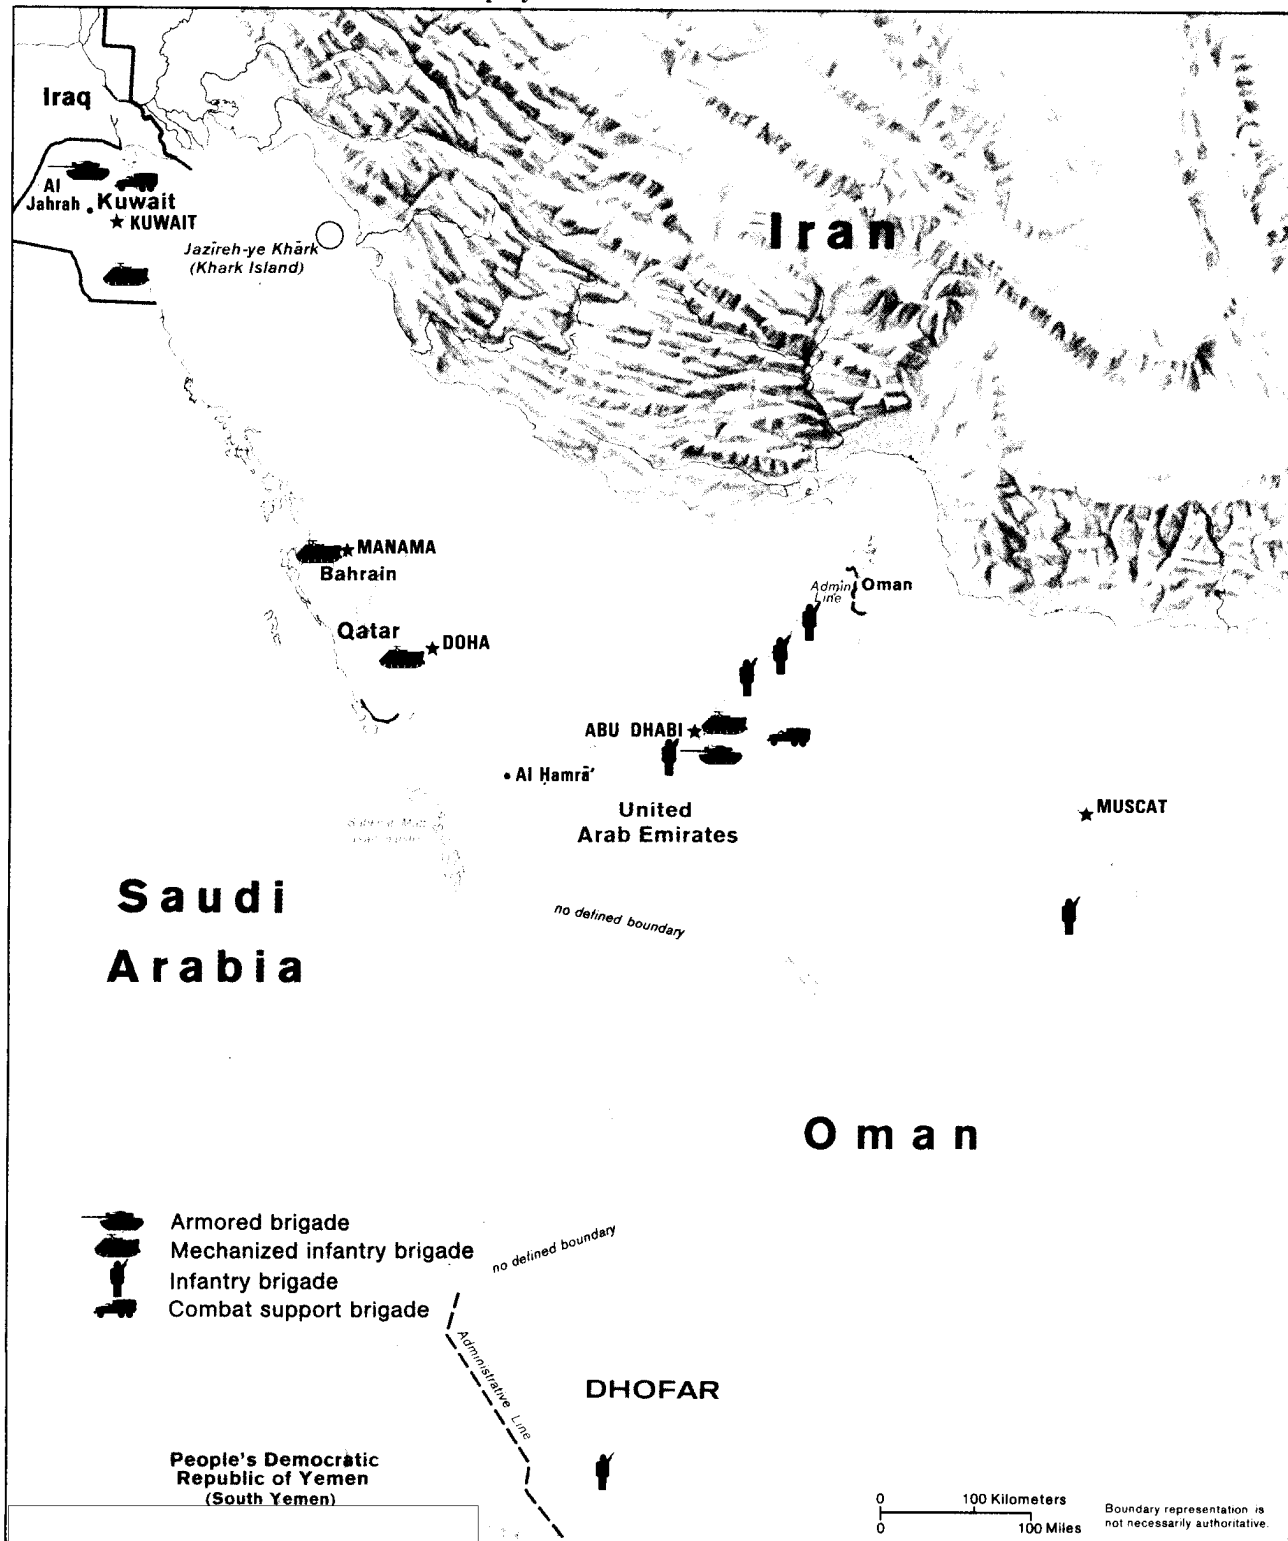 Iraq
Al
Jahrah
Kuwait
KUWAIT
Jazīreh-ye Khārk
(Khark Island)
Iran
MANAMA
Bahrain
Admin
Line
Oman
Qatar
DOHA
ABU DHABI
Al Ḥamrā'
United
Arab Emirates
MUSCAT
Saudi
Arabia
no defined boundary
Oman
Armored brigade
Mechanized infantry brigade
Infantry brigade
Combat support brigade
no defined boundary
Administrative Line
DHOFAR
People's Democratic
Republic of Yemen
(South Yemen)
0 100 Kilometers
0 100 Miles
Boundary representation is
not necessarily authoritative.